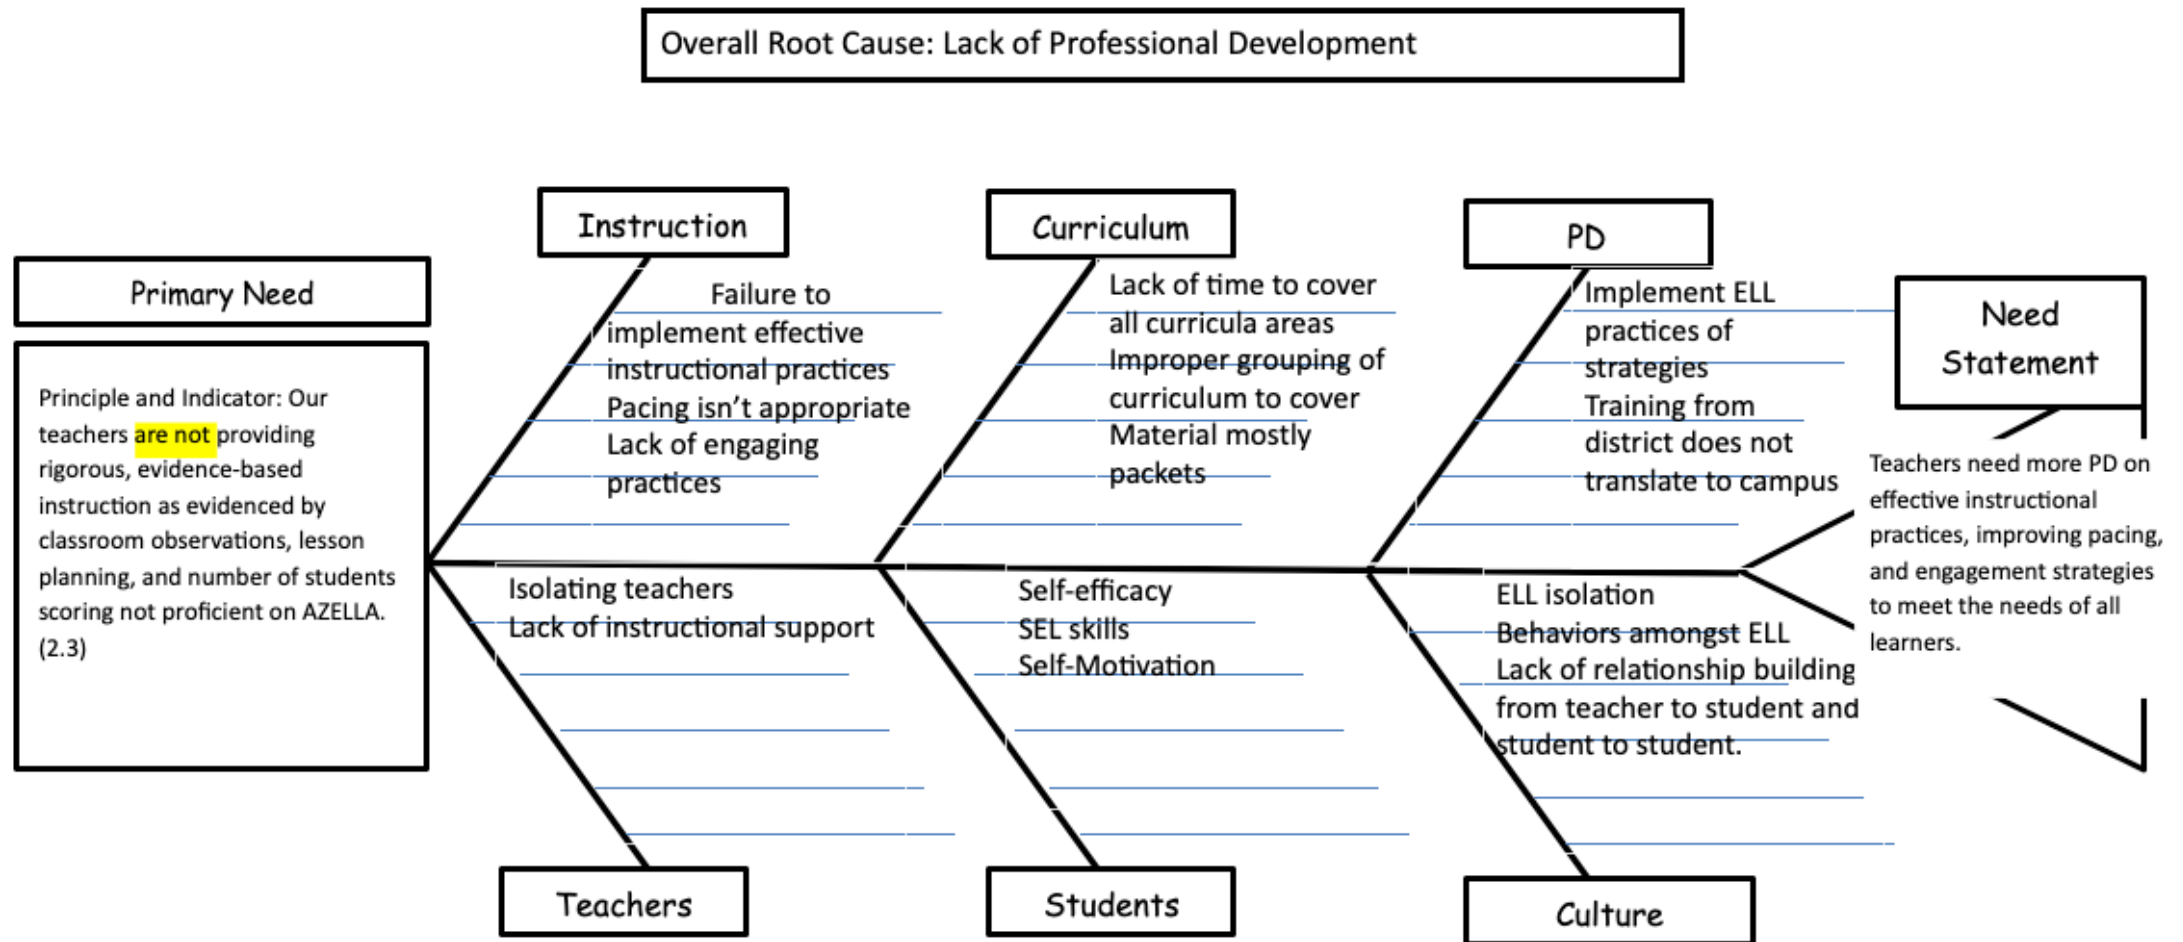 Overall Root Cause: Lack of Professional Development
Instruction
Curriculum
PD
Primary Need
Need
Statement
Principle and Indicator: Our
teachers are not providing
rigorous, evidence-based
instruction as evidenced by
classroom observations, lesson
planning, and number of students
scoring not proficient on AZELLA.
(2.3)
Failure to
implement effective
instructional practices
Pacing isn’t appropriate
Lack of engaging
practices
Lack of time to cover
all curricula areas
Improper grouping of
curriculum to cover
Material mostly
packets
Implement ELL
practices of
strategies
Training from
district does not
translate to campus
Teachers need more PD on
effective instructional
practices, improving pacing,
and engagement strategies
to meet the needs of all
learners.
Isolating teachers
Lack of instructional support
Self-efficacy
SEL skills
Self-Motivation
ELL isolation
Behaviors amongst ELL
Lack of relationship building
from teacher to student and
student to student.
Teachers
Students
Culture